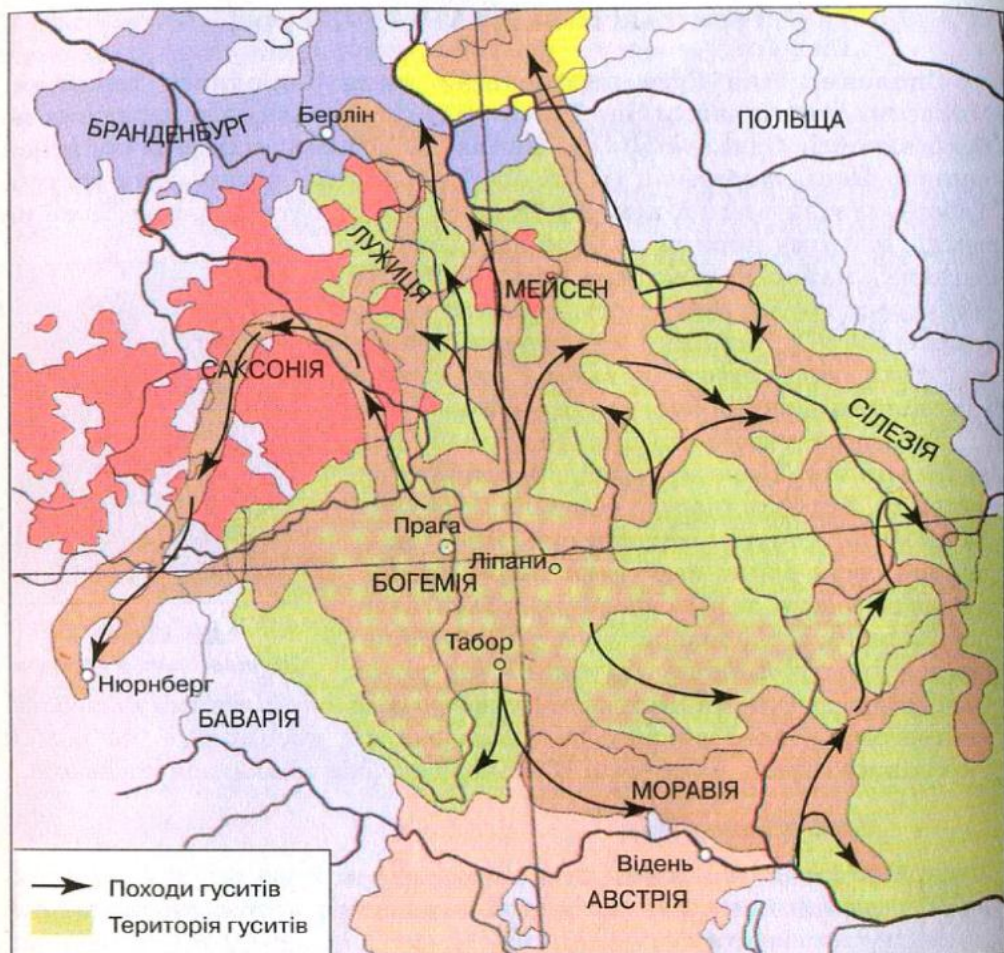 БРАНДЕНБУРГ
Берлін
ПОЛЬЩА
ЛУЖИЦЯ
МЕЙСЕН
САКСОНІЯ
СІЛЕЗІЯ
Прага
Ліпани
БОГЕМІЯ
Табор
Нюрнберг
БАВАРІЯ
МОРАВІЯ
Відень
АВСТРІЯ
Походи гуситів
Територія гуситів